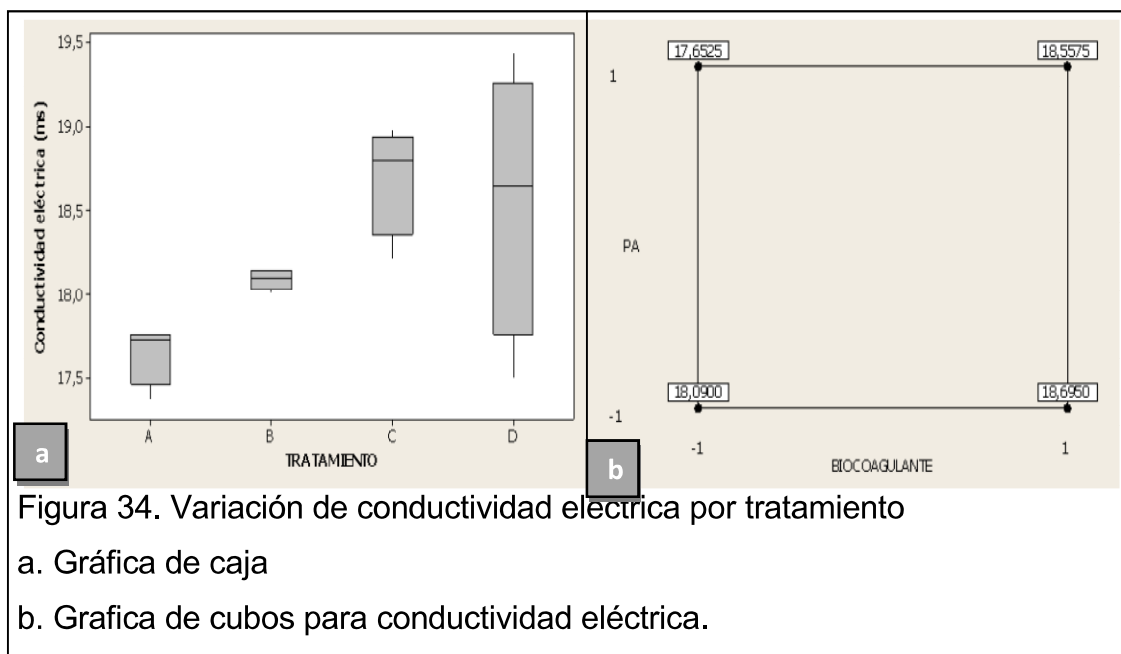 19,5
19,0
18,5
18,0
17,5
Conductividad eléctrica (ms)
A B C D
TRATAMIENTO
a
17,6525 18,5575
1
PA
18,0900 18,6950
-1
-1 1
BIOCOAGULANTE
b
Figura 34. Variación de conductividad eléctrica por tratamiento
a. Gráfica de caja
b. Grafica de cubos para conductividad eléctrica.